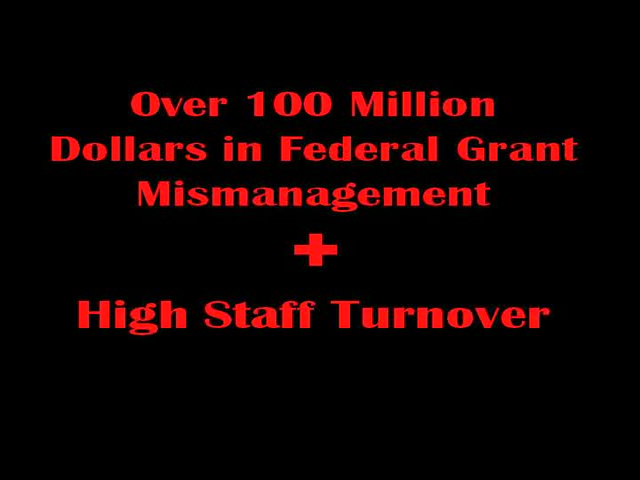 Over 100 Million
Dollars in Federal Grant
Mismanagement
+
High Staff Turnover